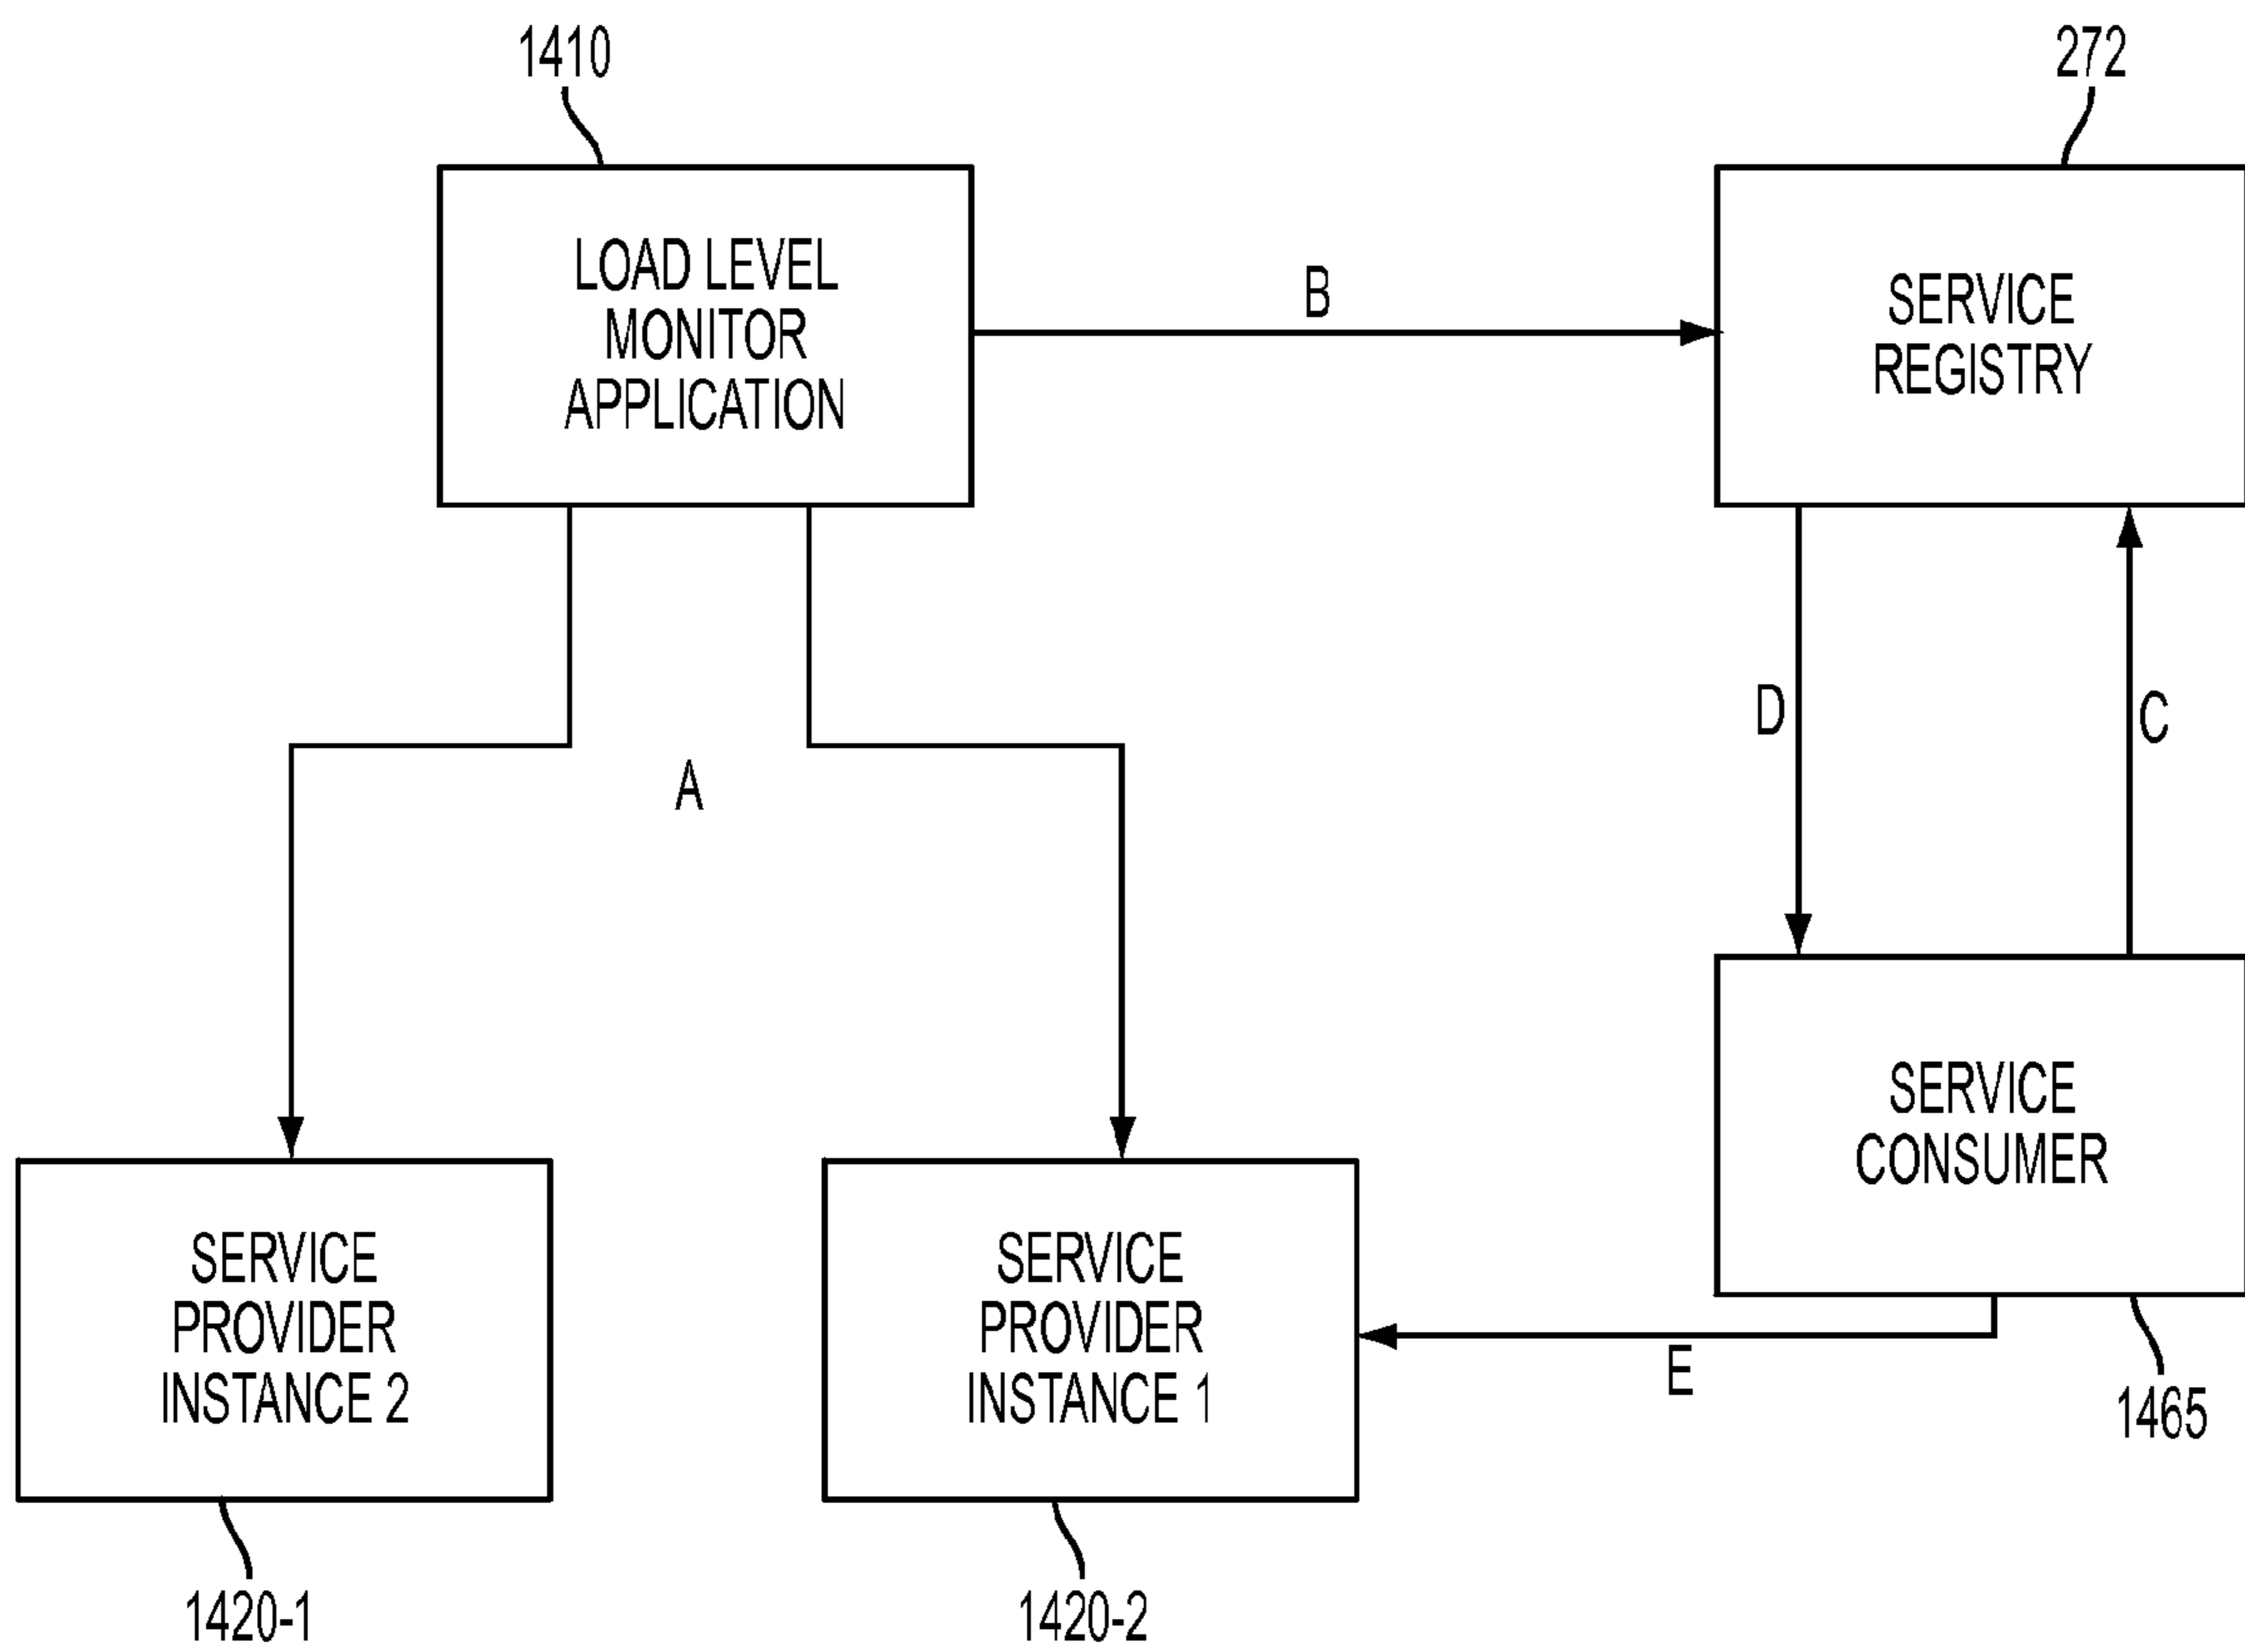 1410
272
LOAD LEVEL
MONITOR
APPLICATION
B
SERVICE
REGISTRY
D
C
A
SERVICE
CONSUMER
SERVICE
PROVIDER
INSTANCE 2
SERVICE
PROVIDER
INSTANCE 1
E
1465
1420-1
1420-2